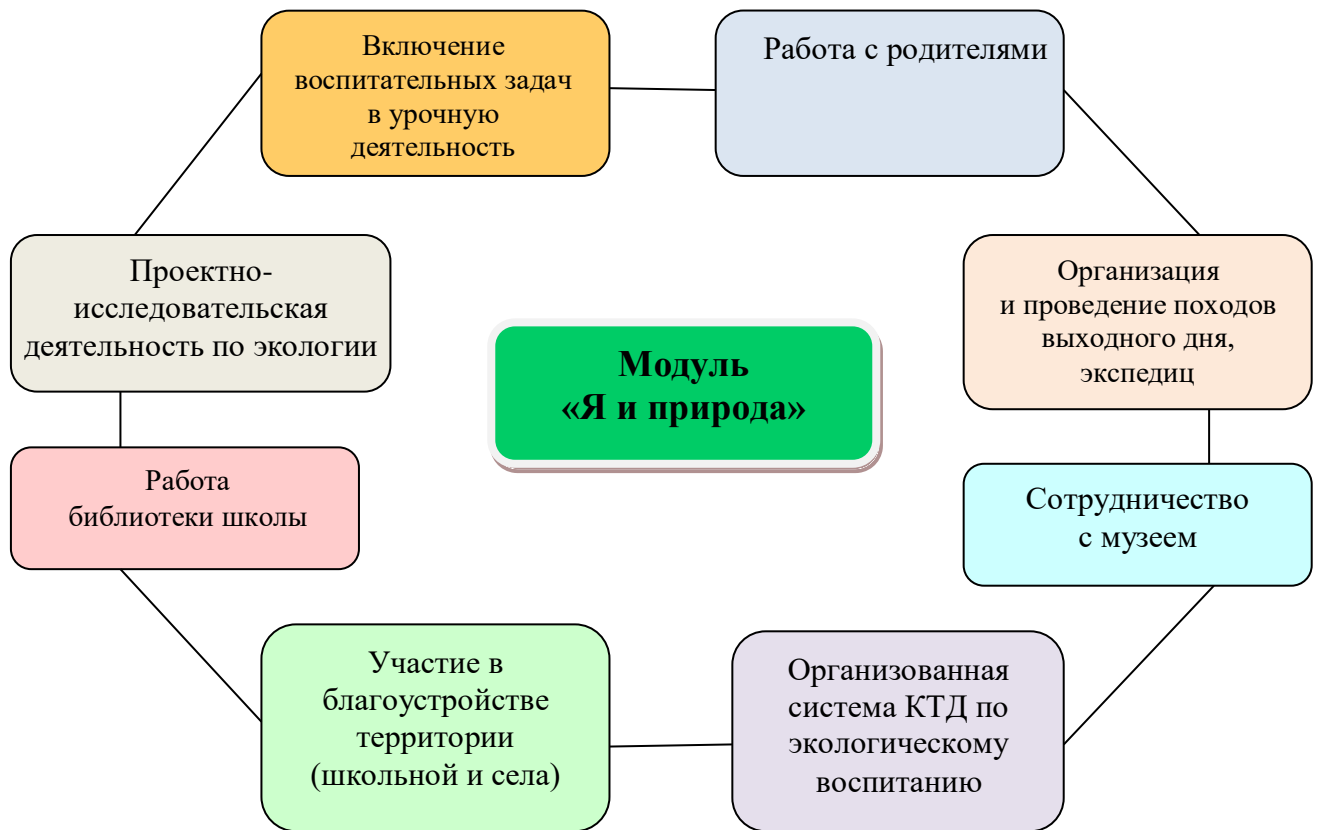 Включение
воспитательных задач
в урочную
деятельность
Работа с родителями
Проектно-
исследовательская
деятельность по экологии
Организация
и проведение походов
выходного дня,
экспедиц
Модуль
«Я и природа»
Работа
библиотеки школы
Сотрудничество
с музеем
Участие в
благоустройстве
территории
(школьной и села)
Организованная
система КТД по
экологическому
воспитанию